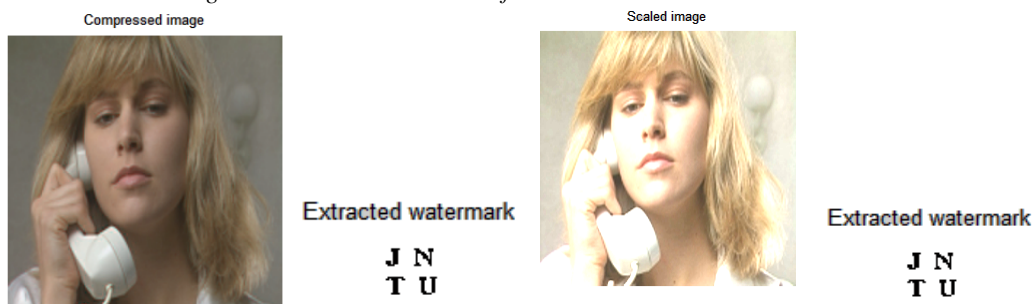 Compressed image
Scaled image
Extracted watermark
J N
T U
Extracted watermark
J N
T U